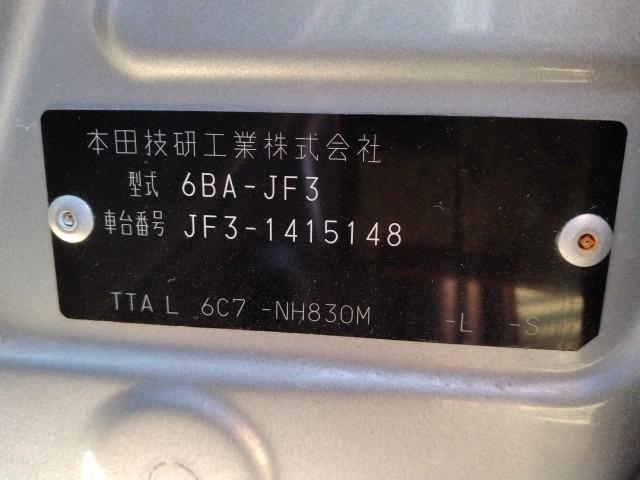 本田技研工業株式会社
型式 6BA-JF3
車台番号 JF3-1415148
TTA L 6C7 -NH830M -L -S